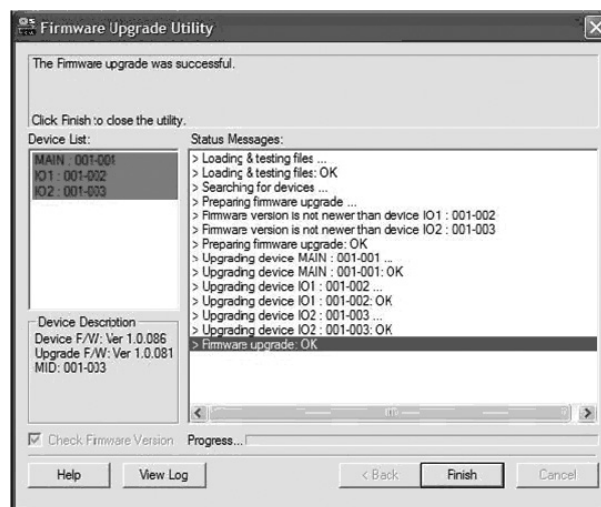 Firmware Upgrade Utility
The Firmware upgrade was successful.
Click Finish to close the utility.
Device List:
MAIN : 001-001
IO1 : 001-002
IO2 : 001-003
Status Messages:
> Loading & testing files ...
> Loading & testing files: OK
> Searching for devices ...
> Preparing firmware upgrade ...
> Firmware version is not newer than device IO1 : 001-002
> Firmware version is not newer than device IO2 : 001-003
> Preparing firmware upgrade: OK
> Upgrading device MAIN : 001-001 ...
> Upgrading device MAIN : 001-001: OK
> Upgrading device IO1 : 001-002 ...
> Upgrading device IO1 : 001-002: OK
> Upgrading device IO2 : 001-003 ...
> Upgrading device IO2 : 001-003: OK
> Firmware upgrade: OK
Device Description
Device F/W: Ver 1.0.086
Upgrade F/W: Ver 1.0.081
MID: 001-003
Check Firmware Version
Progress...
Help
View Log
< Back
Finish
Cancel